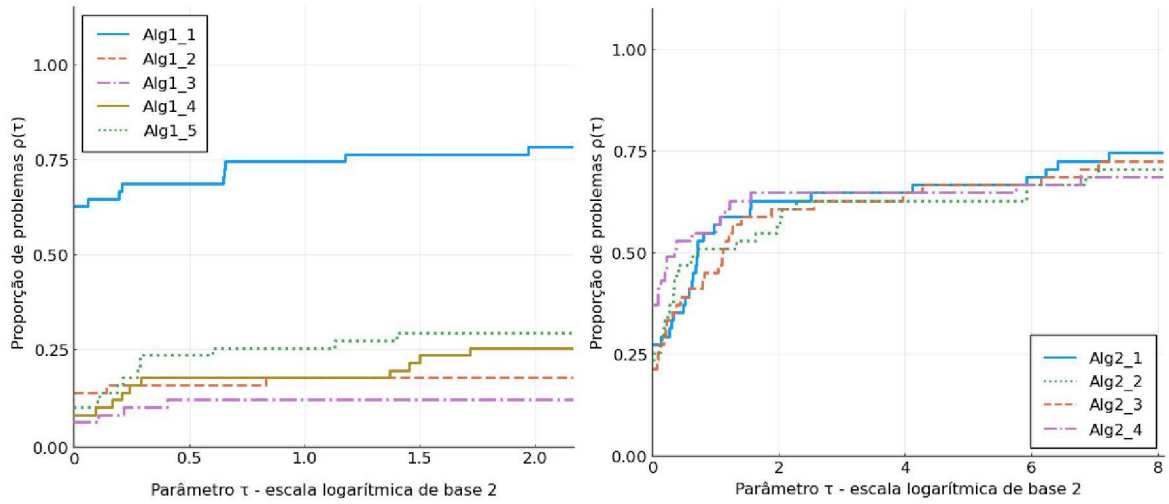 Alg1_1
Alg1_2
Alg1_3
Alg1_4
Alg1_5
1.00
0.75
0.50
0.25
0.00
0
0.5
1.0
1.5
2.0
Proporção de problemas ρ(τ)
Parâmetro τ - escala logarítmica de base 2
1.00
0.75
0.50
0.25
0.00
0
2
4
6
8
Proporção de problemas ρ(τ)
Parâmetro τ - escala logarítmica de base 2
Alg2_1
Alg2_2
Alg2_3
Alg2_4